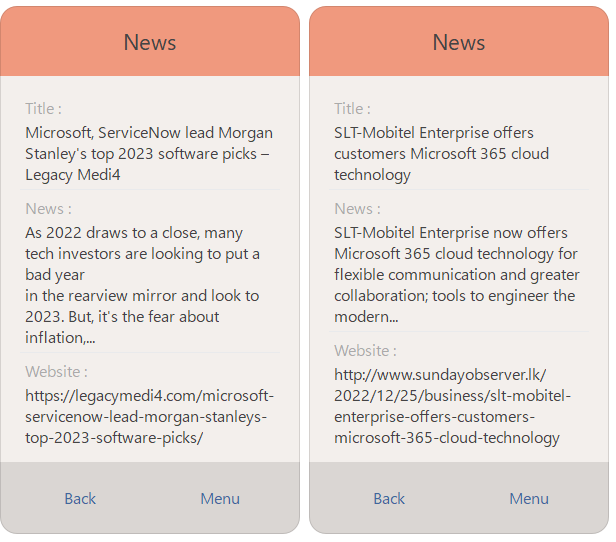 News
Title :
Microsoft, ServiceNow lead Morgan
Stanley's top 2023 software picks –
Legacy Medi4
News :
As 2022 draws to a close, many
tech investors are looking to put a
bad year
in the rearview mirror and look to
2023. But, it's the fear about
inflation,...
Website :
https://legacymedi4.com/microsoft-
servicenow-lead-morgan-stanleys-
top-2023-software-picks/
Back
Menu
News
Title :
SLT-Mobitel Enterprise offers
customers Microsoft 365 cloud
technology
News :
SLT-Mobitel Enterprise now offers
Microsoft 365 cloud technology for
flexible communication and greater
collaboration; tools to engineer the
modern...
Website :
http://www.sundayobserver.lk/
2022/12/25/business/slt-mobitel-
enterprise-offers-customers-
microsoft-365-cloud-technology
Back
Menu